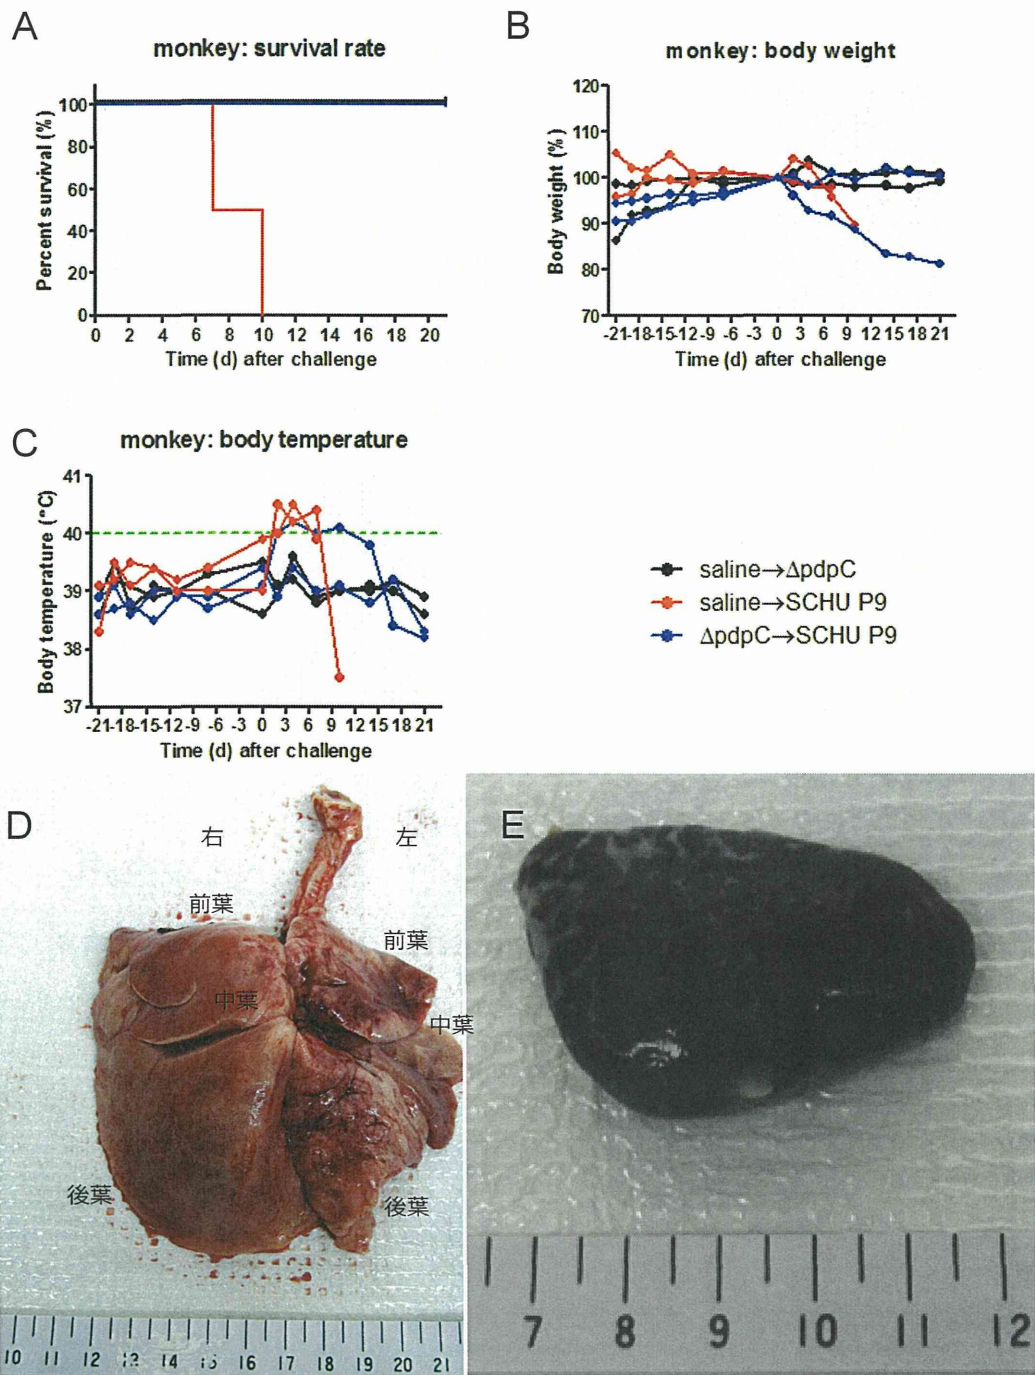 A
monkey: survival rate
Percent survival (%)
100
80
60
40
20
0
0 2 4 6 8 10 12 14 16 18 20
Time (d) after challenge
B
monkey: body weight
Body weight (%)
120
110
100
90
80
70
-21 -18 -15 -12 -9 -6 -3 0 3 6 9 12 15 18 21
Time (d) after challenge
C
monkey: body temperature
Body temperature (°C)
41
40
39
38
37
-21 -18 -15 -12 -9 -6 -3 0 3 6 9 12 15 18 21
Time (d) after challenge
saline→ΔpdpC
saline→SCHU P9
ΔpdpC→SCHU P9
D
右 左
前葉
前葉
中葉
中葉
後葉
後葉
10 11 12 13 14 15 16 17 18 19 20 21
E
7 8 9 10 11 12